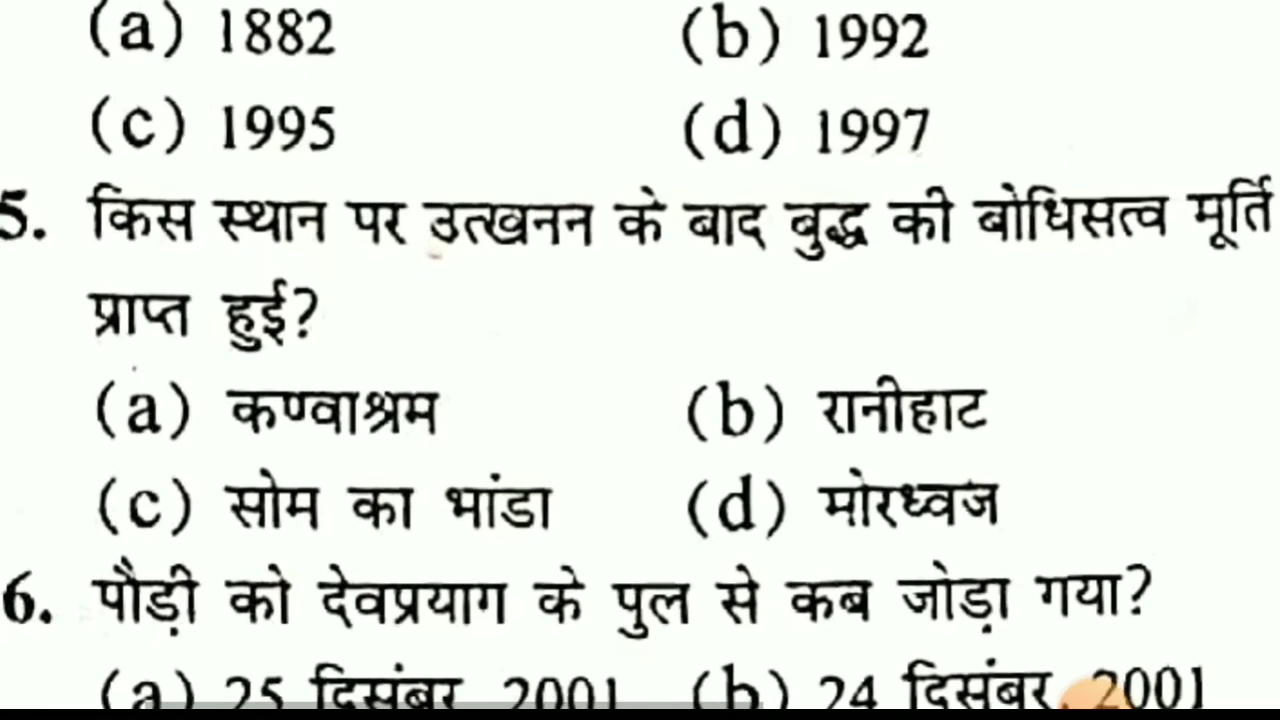 (a) 1882 (b) 1992
(c) 1995 (d) 1997
5. किस स्थान पर उत्खनन के बाद बुद्ध की बोधिसत्व मूर्ति
प्राप्त हुई?
(a) कण्वाश्रम (b) रानीहाट
(c) सोम का भांडा (d) मोरध्वज
6. पौड़ी को देवप्रयाग के पुल से कब जोड़ा गया?
(a) 25 दिसंबर, 2001 (b) 24 दिसंबर, 2001